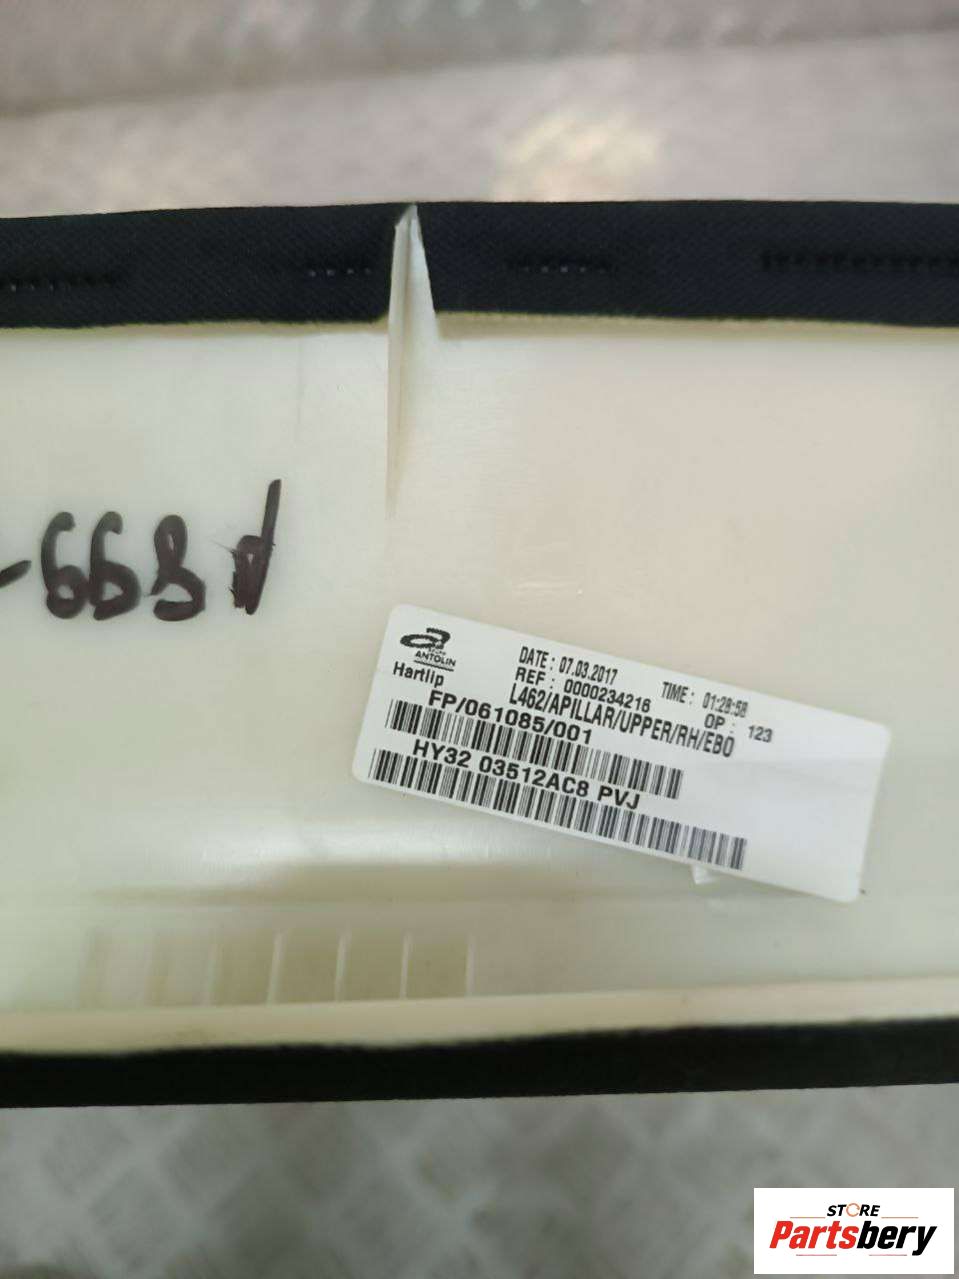 -668d
ANTOLIN
Hartlip
DATE : 07.03.2017 TIME : 01:28:58
REF : 0000234216 OP : 123
L462/APILLAR/UPPER/RH/EBO
FP/061085/001
HY32 03512AC8 PVJ
STORE
Partsbery